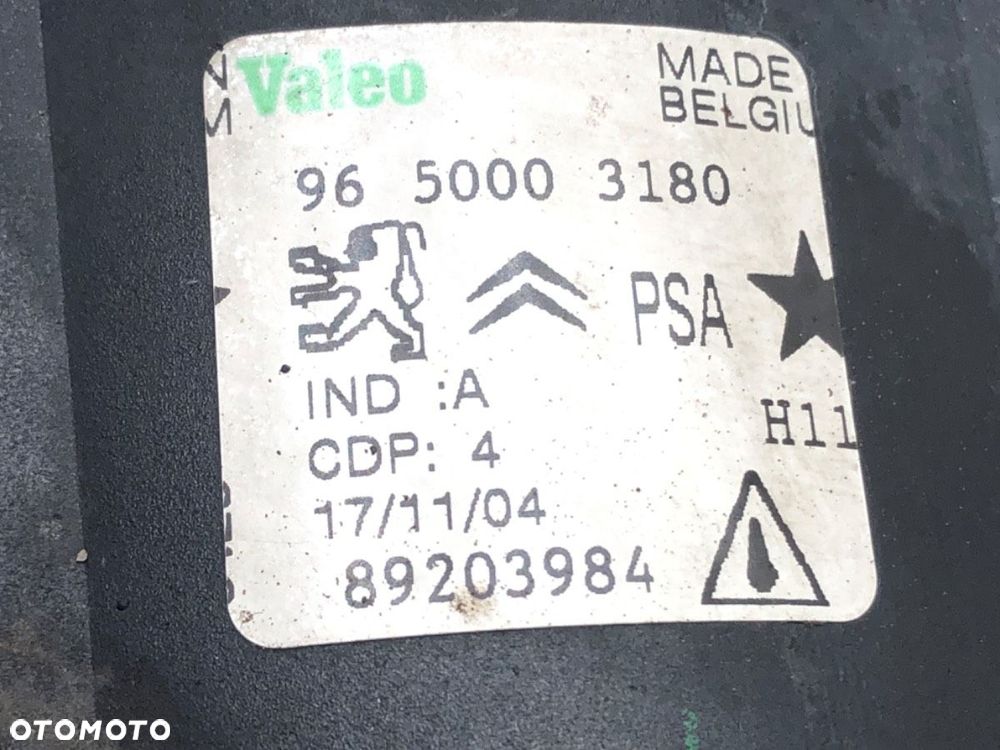 Valeo
MADE
BELGIU
96 5000 3180
PSA
IND :A
H11
CDP: 4
17/11/04
89203984
OTOMOTO